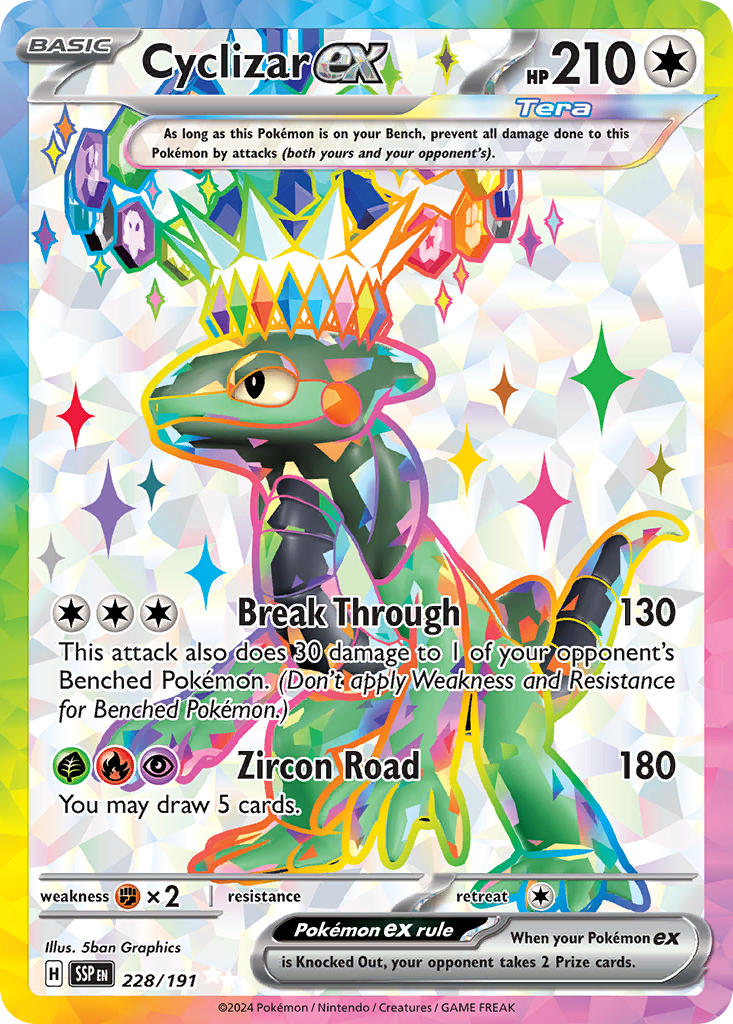 BASIC Cyclizar ex HP 210
Tera
As long as this Pokémon is on your Bench, prevent all damage done to this
Pokémon by attacks (both yours and your opponent's).
Break Through 130
This attack also does 30 damage to 1 of your opponent's
Benched Pokémon. (Don't apply Weakness and Resistance
for Benched Pokémon.)
Zircon Road 180
You may draw 5 cards.
weakness ×2 resistance retreat
Illus. 5ban Graphics
Pokémon ex rule
When your Pokémon ex
is Knocked Out, your opponent takes 2 Prize cards.
H SSP EN 228/191
©2024 Pokémon / Nintendo / Creatures / GAME FREAK